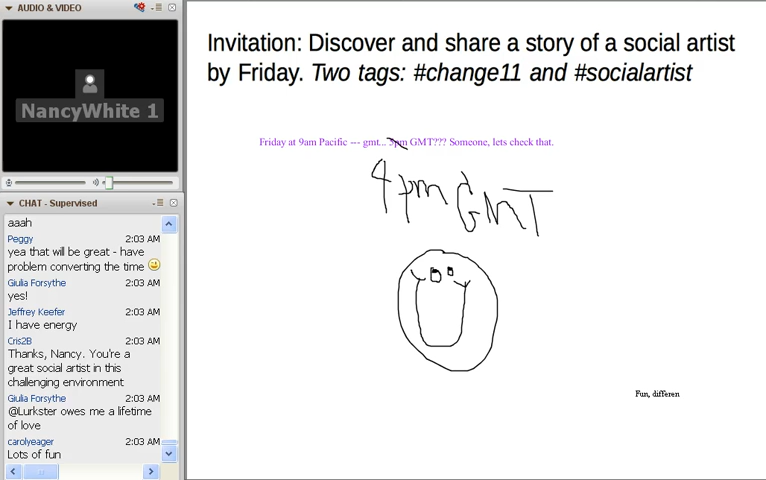 AUDIO & VIDEO
NancyWhite 1
CHAT - Supervised
aaah
Peggy 2:03 AM
yea that will be great - have
problem converting the time
Giulia Forsythe 2:03 AM
yes!
Jeffrey Keefer 2:03 AM
I have energy
Cris2B 2:03 AM
Thanks, Nancy. You're a
great social artist in this
challenging environment
Giulia Forsythe 2:03 AM
@Lurkster owes me a lifetime
of love
carolyeager 2:03 AM
Lots of fun
Invitation: Discover and share a story of a social artist
by Friday. Two tags: #change11 and #socialartist
Friday at 9am Pacific --- gmt... 5pm GMT??? Someone, lets check that.
4pm GMT
Fun, differen